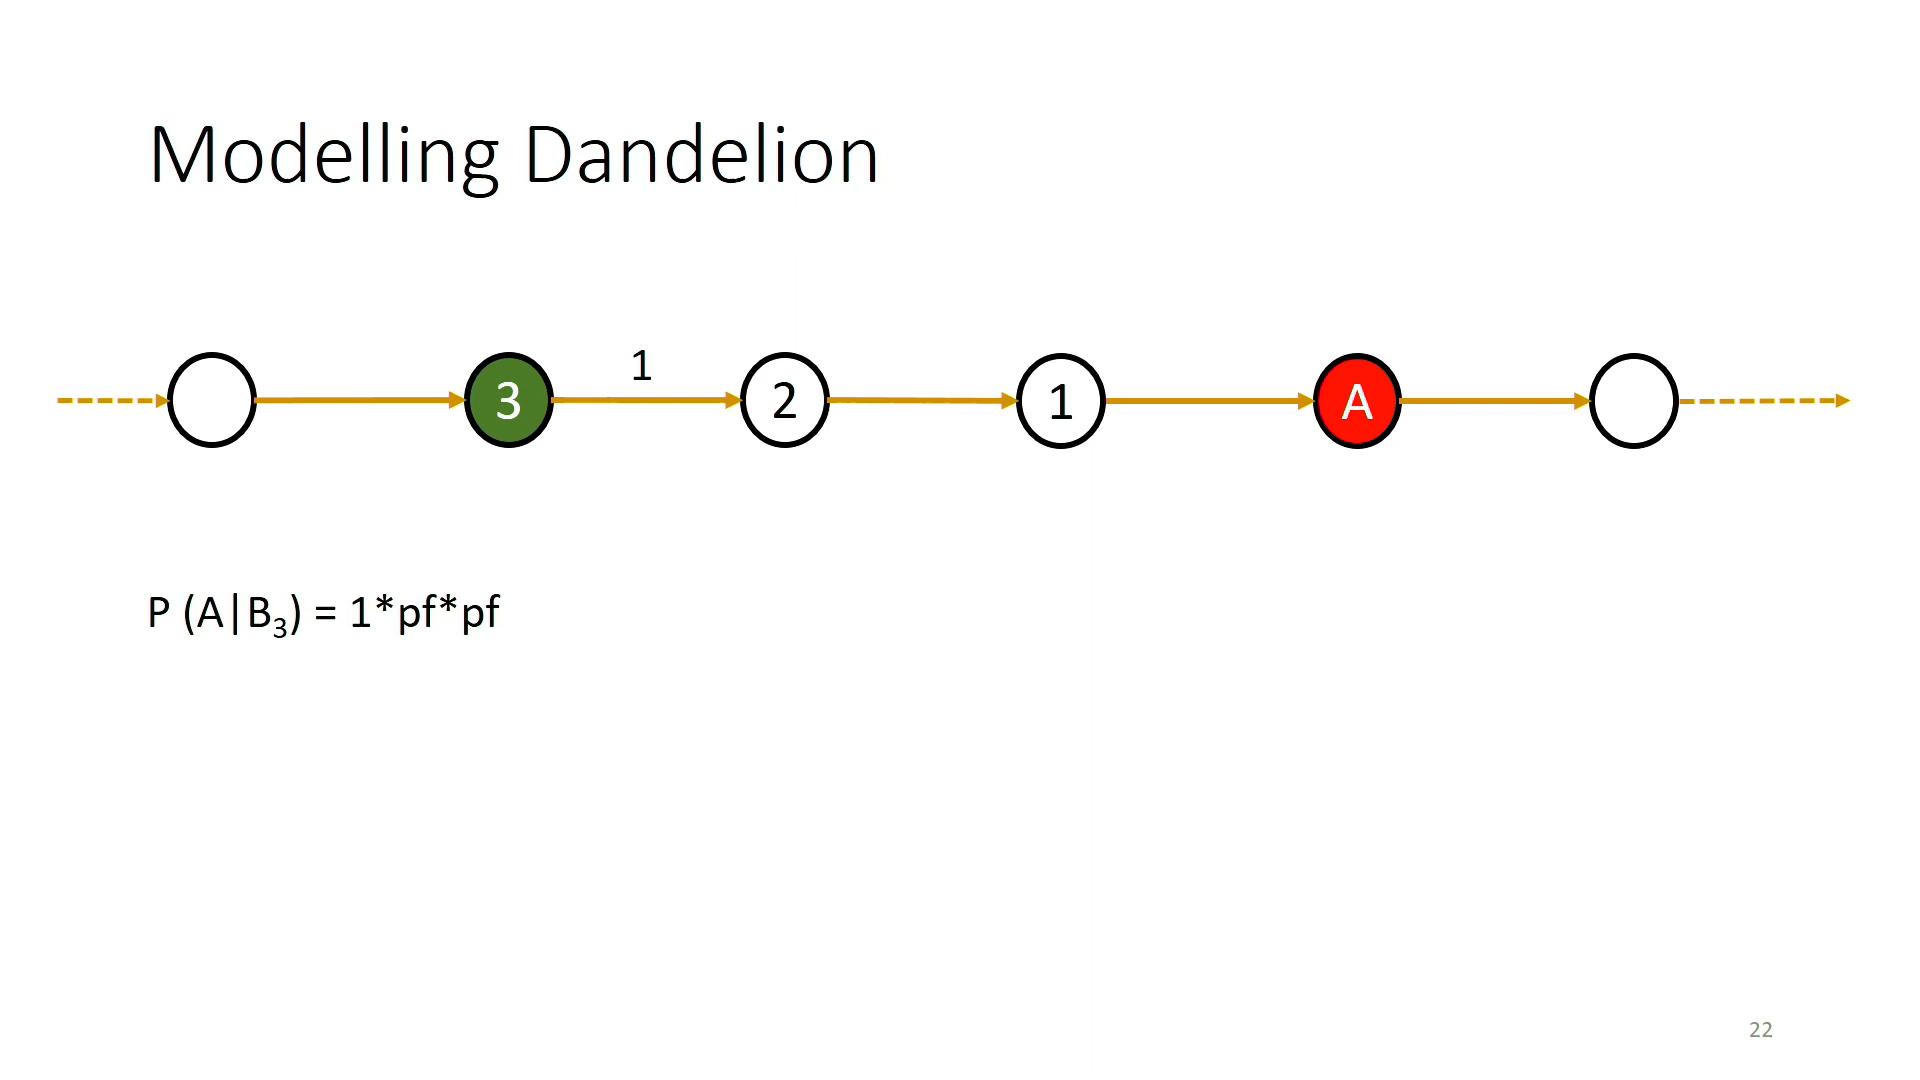 Modelling Dandelion
1
3 2 1 A
P (A|B₃) = 1*pf*pf
22